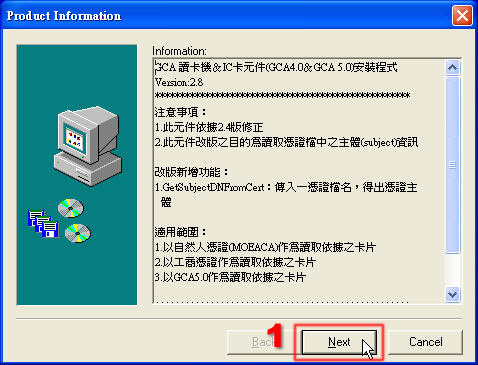 Product Information
Information:
GCA 讀卡機&IC卡元件(GCA4.0&GCA 5.0)安裝程式
Version:2.8
**************************************************
注意事項：
1.此元件依據2.4版修正
2.此元件改版之目的為讀取憑證檔中之主體(subject)資訊
改版新增功能：
1.GetSubjectDNFromCert：傳入一憑證檔名，得出憑證主
體
適用範圍：
1.以自然人憑證(MOEACA)作為讀取依據之卡片
2.以工商憑證作為讀取依據之卡片
3.以GCA5.0作為讀取依據之卡片
1
Back
Next
Cancel